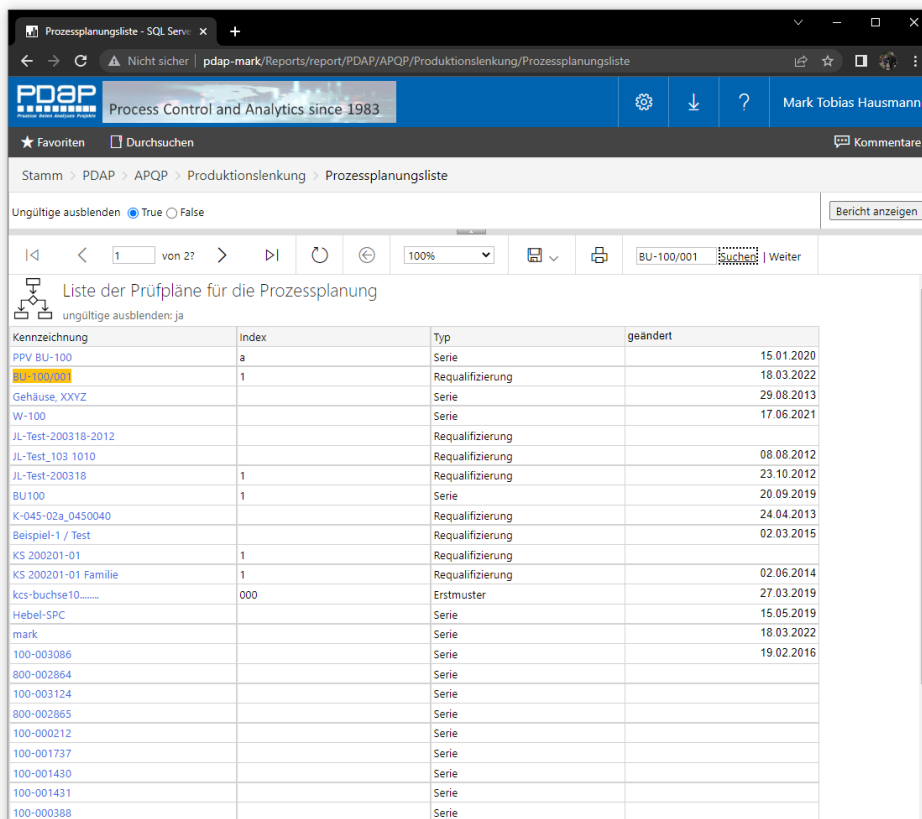 Prozessplanungsliste - SQL Serve
Nicht sicher | pdap-mark/Reports/report/PDAP/APQP/Produktionslenkung/Prozessplanungsliste
PDAP
Prozesse Daten Analysen Projekte
Process Control and Analytics since 1983
? Mark Tobias Hausmann
Favoriten Durchsuchen Kommentare
Stamm > PDAP > APQP > Produktionslenkung > Prozessplanungsliste
Ungültige ausblenden True False Bericht anzeigen
1 von 2? 100% BU-100/001 Suchen | Weiter
Liste der Prüfpläne für die Prozessplanung
ungültige ausblenden: ja
Kennzeichnung Index Typ geändert
PPV BU-100 a Serie 15.01.2020
BU-100/001 1 Requalifizierung 18.03.2022
Gehäuse, XXYZ Serie 29.08.2013
W-100 Serie 17.06.2021
JL-Test-200318-2012 Requalifizierung
JL-Test_103 1010 Requalifizierung 08.08.2012
JL-Test-200318 1 Requalifizierung 23.10.2012
BU100 1 Serie 20.09.2019
K-045-02a_0450040 Requalifizierung 24.04.2013
Beispiel-1 / Test Requalifizierung 02.03.2015
KS 200201-01 1 Requalifizierung
KS 200201-01 Familie 1 Requalifizierung 02.06.2014
kcs-buchse10........ 000 Erstmuster 27.03.2019
Hebel-SPC Serie 15.05.2019
mark Serie 18.03.2022
100-003086 Serie 19.02.2016
800-002864 Serie
100-003124 Serie
800-002865 Serie
100-000212 Serie
100-001737 Serie
100-001430 Serie
100-001431 Serie
100-000388 Serie